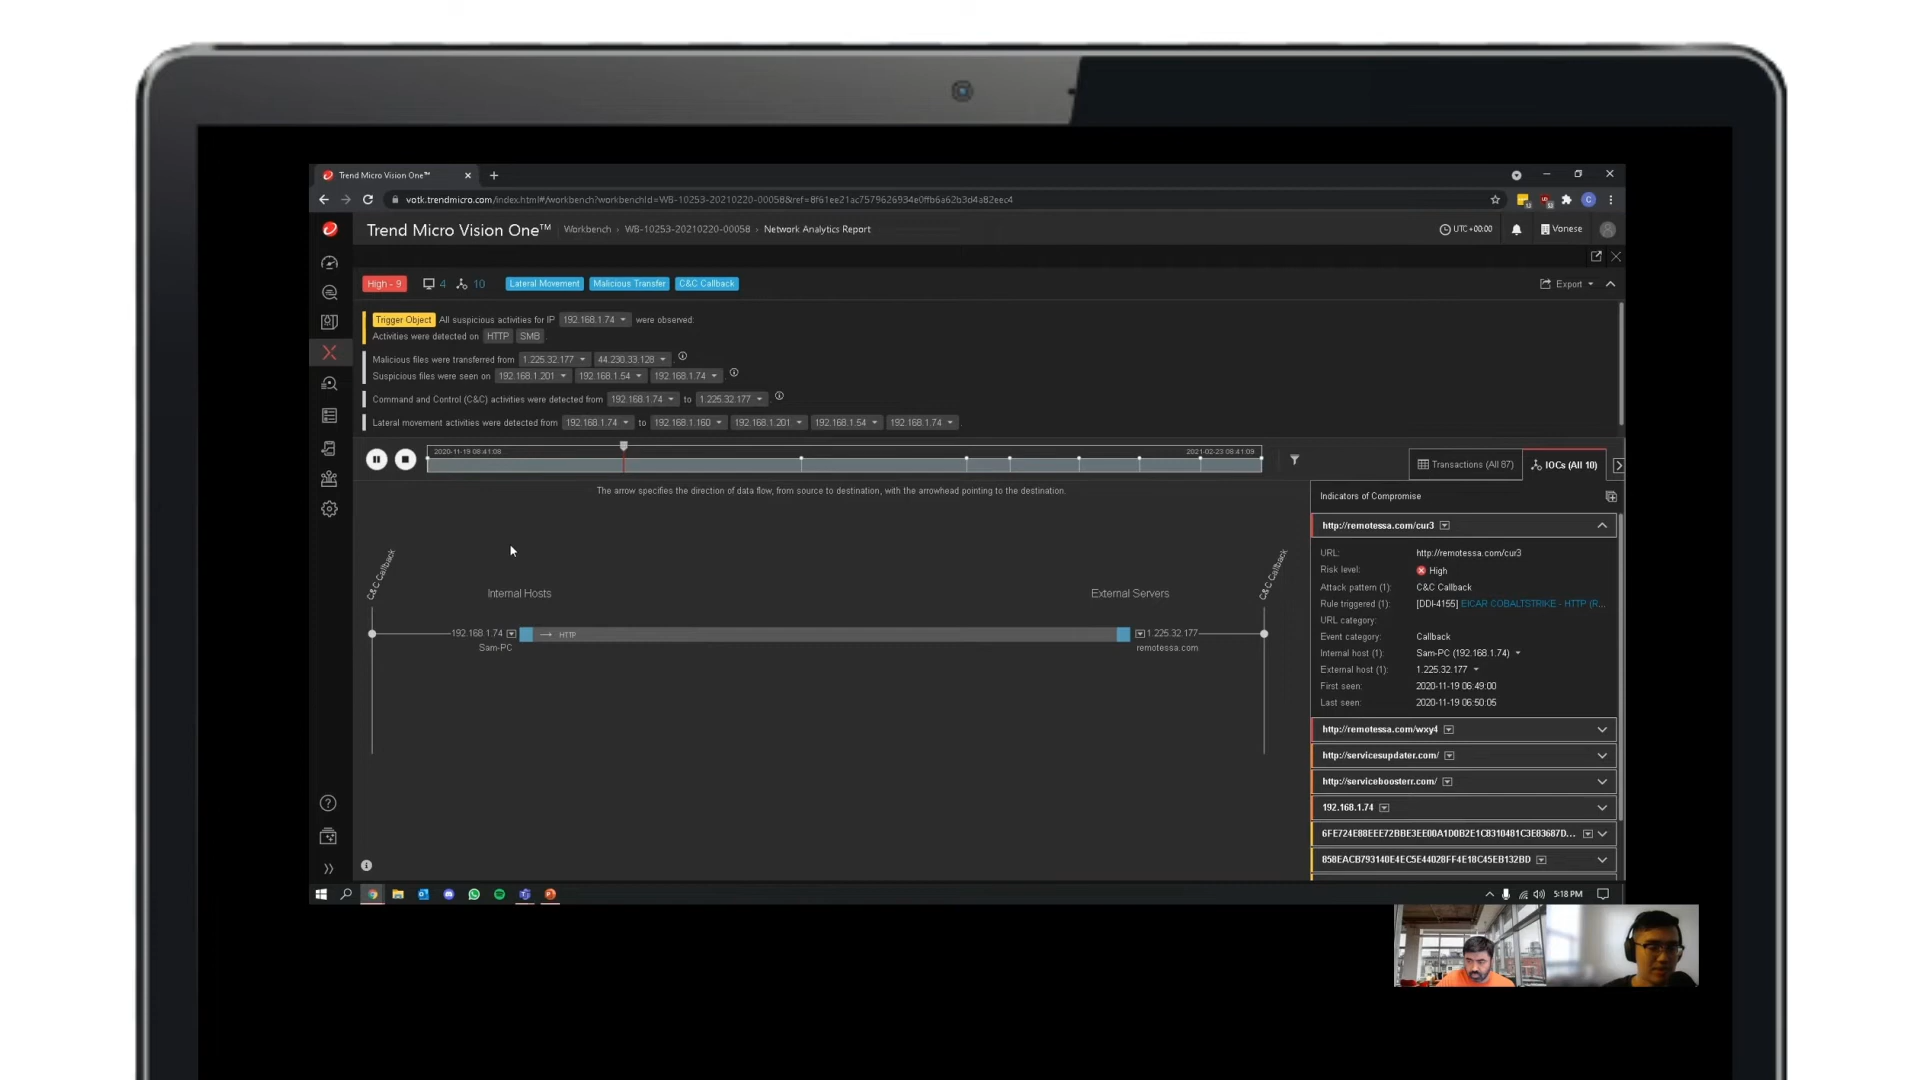 Trend Micro Vision One™
votk.trendmicro.com/index.html#/workbench?workbenchId=WB-10253-20210220-00058&ref=8f61ee21ac7579626934e0ffb6a62b3d4a82eec4
Trend Micro Vision One™ Workbench > WB-10253-20210220-00058 > Network Analytics Report UTC+00:00 Vanese
High - 9 4 10 Lateral Movement Malicious Transfer C&C Callback Export
Trigger Object All suspicious activities for IP 192.168.1.74 were observed:
Activities were detected on HTTP SMB
Malicious files were transferred from 1.225.32.177 44.230.33.128 .
Suspicious files were seen on 192.168.1.201 192.168.1.54 192.168.1.74 .
Command and Control (C&C) activities were detected from 192.168.1.74 to 1.225.32.177 .
Lateral movement activities were detected from 192.168.1.74 to 192.168.1.160 192.168.1.201 192.168.1.54 192.168.1.74 .
2020-11-19 08:41:08 2021-02-23 08:41:09
The arrow specifies the direction of data flow, from source to destination, with the arrowhead pointing to the destination.
C&C Callback
Internal Hosts
192.168.1.74
Sam-PC
HTTP
External Servers
1.225.32.177
remotessa.com
C&C Callback
Transactions (All 87) IOCs (All 10)
Indicators of Compromise
http://remotessa.com/cur3
URL: http://remotessa.com/cur3
Risk level: High
Attack pattern (1): C&C Callback
Rule triggered (1): [DDI-4155] EICAR COBALTSTRIKE - HTTP (R...
URL category:
Event category: Callback
Internal host (1): Sam-PC (192.168.1.74)
External host (1): 1.225.32.177
First seen: 2020-11-19 06:49:00
Last seen: 2020-11-19 06:50:05
http://remotessa.com/wxy4
http://servicesupdater.com/
http://serviceboosterr.com/
192.168.1.74
6FE724E88EEE72BBE3EE00A1D0B2E1C8310481C3E83687D...
858EACB793140E4EC5E44028FF4E18C45EB132BD
5:18 PM